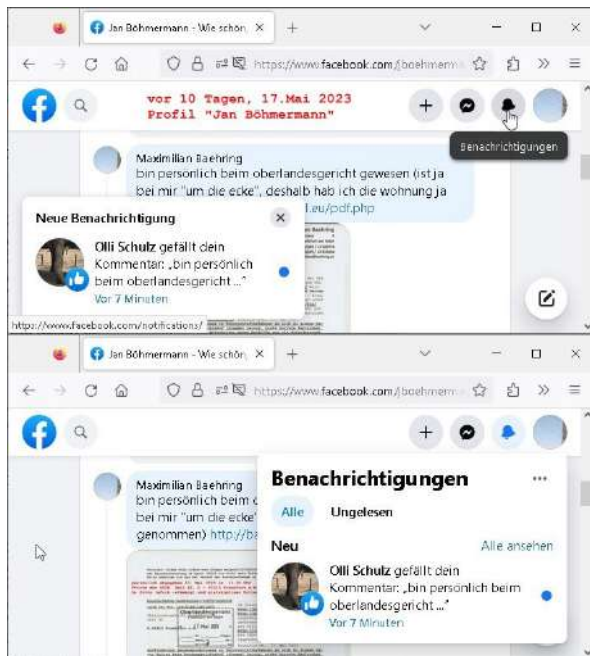 Jan Böhmermann - Wie schön,
https://www.facebook.com/jboehmerm
vor 10 Tagen, 17.Mai 2023
Profil "Jan Böhmermann"
Benachrichtigungen
Maximilian Baehring
bin persönlich beim oberlandesgericht gewesen (ist ja
bei mir "um die ecke", deshalb hab ich die wohnung ja
l.eu/pdf.php
Neue Benachrichtigung
Olli Schulz gefällt dein
Kommentar: „bin persönlich
beim oberlandesgericht ...“
Vor 7 Minuten
https://www.facebook.com/notifications/
Jan Böhmermann - Wie schön,
https://www.facebook.com/jboehmerm
Maximilian Baehring
bin persönlich beim o
bei mir "um die ecke"
genommen) http://ba
Oberlandesgericht
Benachrichtigungen
Alle Ungelesen
Neu Alle ansehen
Olli Schulz gefällt dein
Kommentar: „bin persönlich beim
oberlandesgericht ...“
Vor 7 Minuten